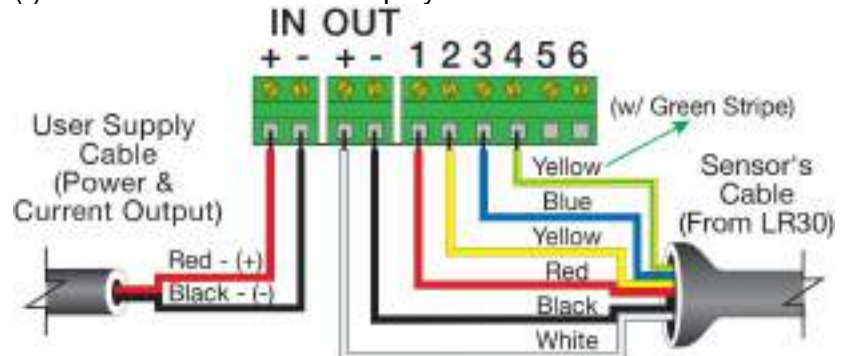 IN OUT
+ - + - 1 2 3 4 5 6
(w/ Green Stripe)
User Supply
Cable
(Power &
Current Output)
Yellow
Sensor's
Cable
(From LR30)
Blue
Yellow
Red - (+)
Red
Black - (-)
Black
White